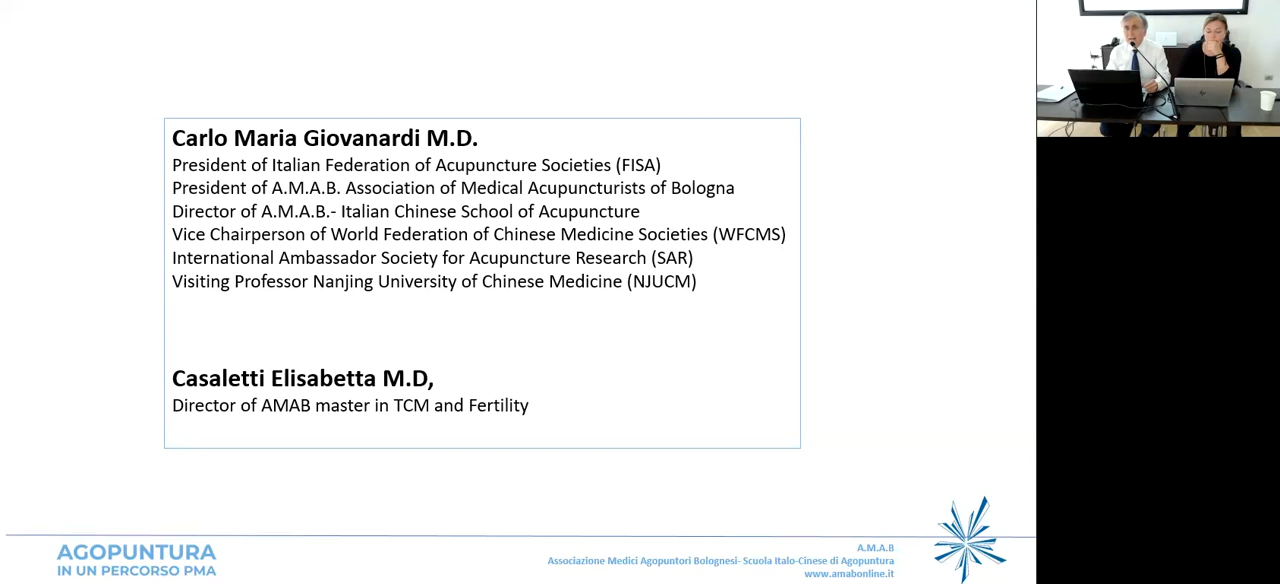 Carlo Maria Giovanardi M.D.
President of Italian Federation of Acupuncture Societies (FISA)
President of A.M.A.B. Association of Medical Acupuncturists of Bologna
Director of A.M.A.B.- Italian Chinese School of Acupuncture
Vice Chairperson of World Federation of Chinese Medicine Societies (WFCMS)
International Ambassador Society for Acupuncture Research (SAR)
Visiting Professor Nanjing University of Chinese Medicine (NJUCM)
Casaletti Elisabetta M.D,
Director of AMAB master in TCM and Fertility
AGOPUNTURA
IN UN PERCORSO PMA
A.M.A.B
Associazione Medici Agopuntori Bolognesi- Scuola Italo-Cinese di Agopuntura
www.amabonline.it